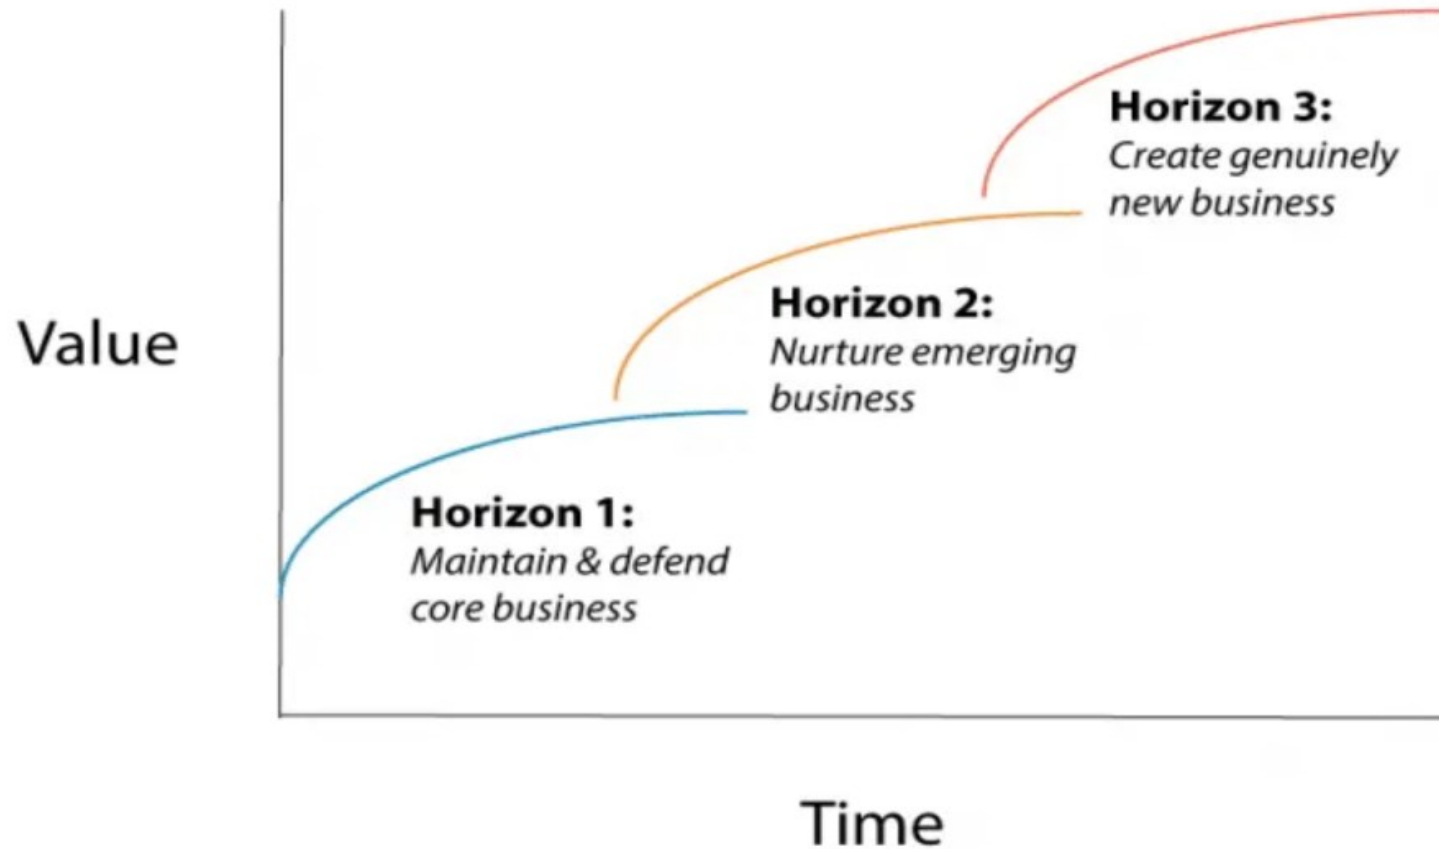 Horizon 3:
Create genuinely
new business
Horizon 2:
Nurture emerging
business
Value
Horizon 1:
Maintain & defend
core business
Time